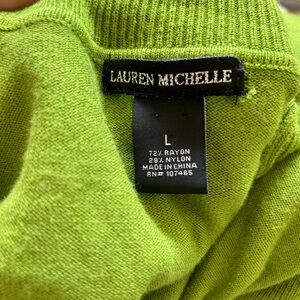 LAUREN MICHELLE
L
72% RAYON
28% NYLON
MADE IN CHINA
RN# 107465